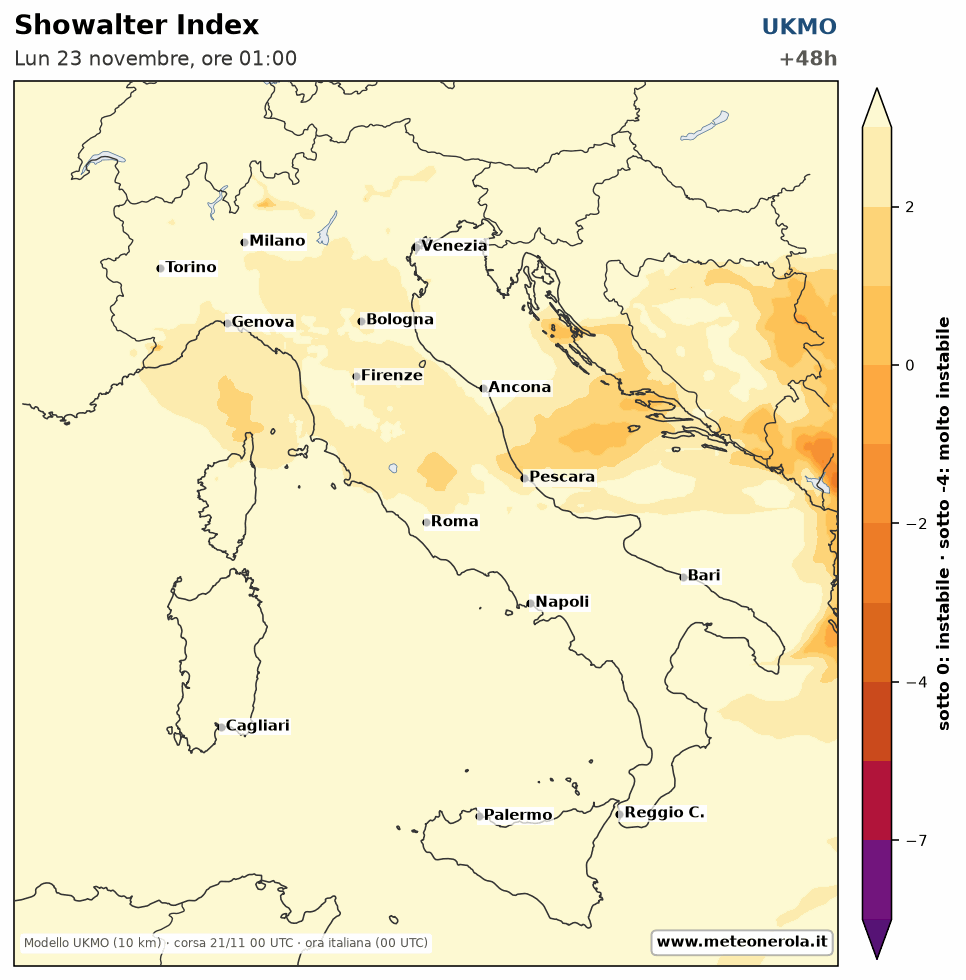 Showalter Index
UKMO
Lun 23 novembre, ore 01:00
+48h
Milano
Venezia
Torino
Genova
Bologna
Firenze
Ancona
Pescara
Roma
Bari
Napoli
Cagliari
Palermo
Reggio C.
Modello UKMO (10 km) · corsa 21/11 00 UTC · ora italiana (00 UTC)
www.meteonerola.it
2
0
−2
−4
−7
sotto 0: instabile · sotto -4: molto instabile